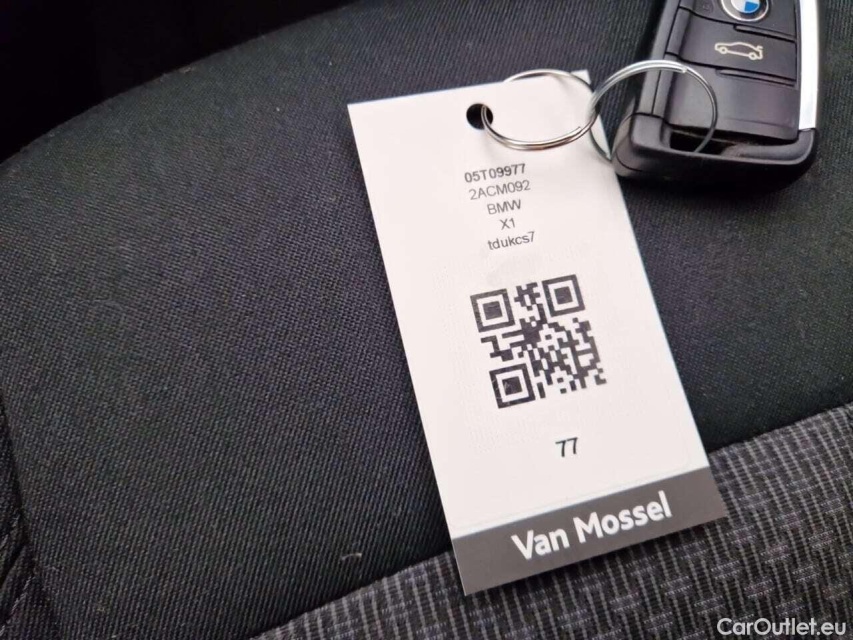 05T09977
2ACM092
BMW
X1
tdukcs7
77
Van Mossel
CarOutlet.eu